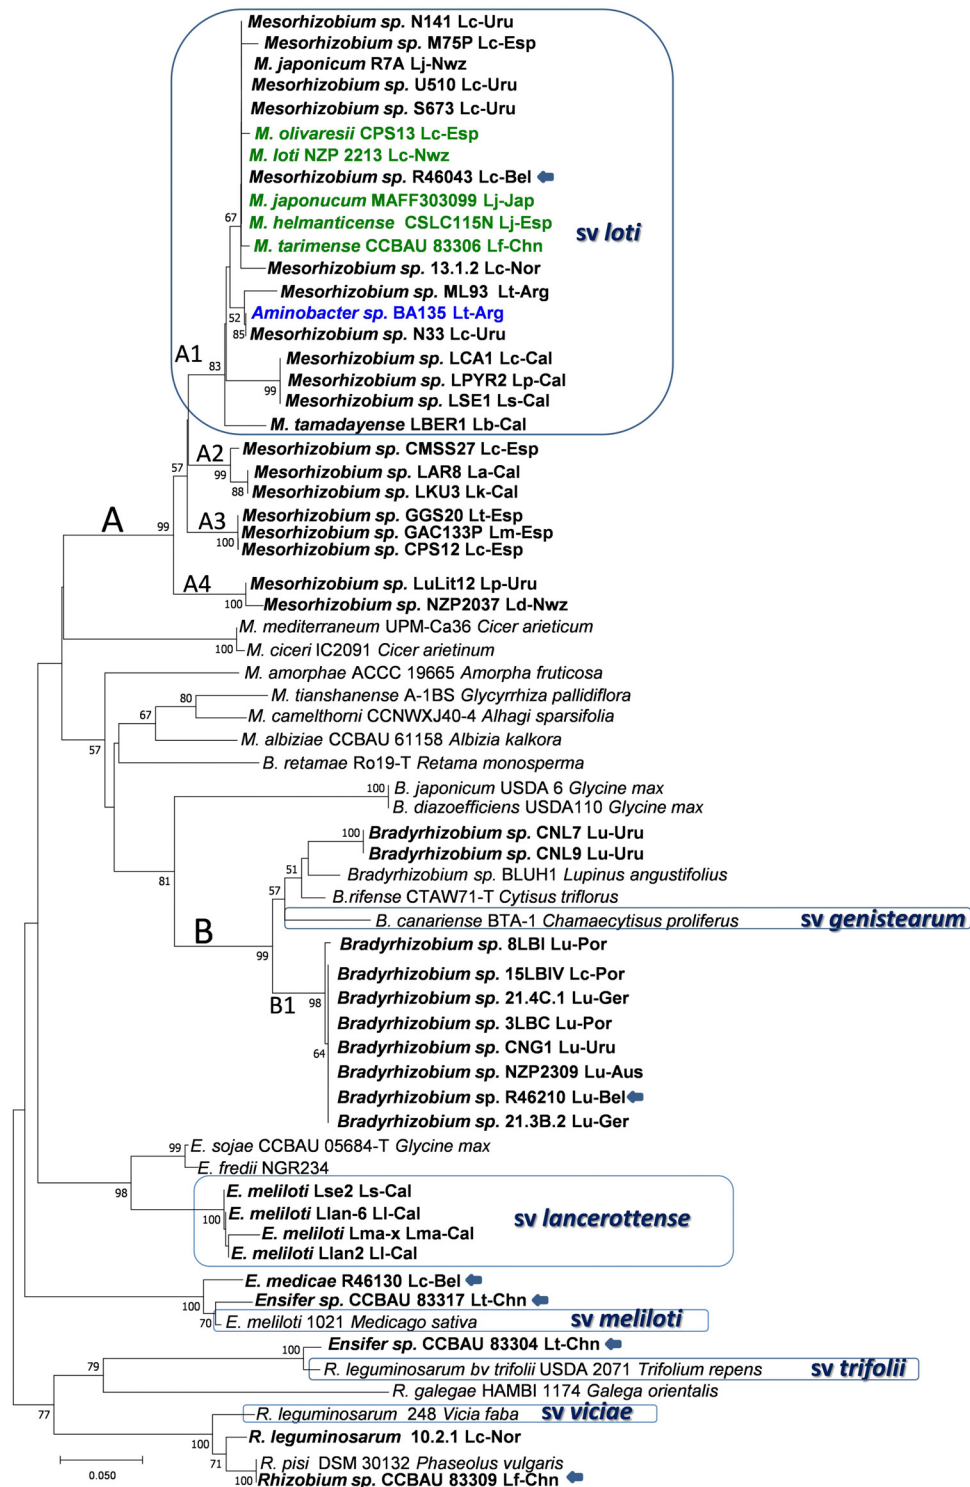 Mesorhizobium sp. N141 Lc-Uru
Mesorhizobium sp. M75P Lc-Esp
M. japonicum R7A Lj-Nwz
Mesorhizobium sp. U510 Lc-Uru
Mesorhizobium sp. S673 Lc-Uru
M. olivaresii CPS13 Lc-Esp
M. loti NZP 2213 Lc-Nwz
Mesorhizobium sp. R46043 Lc-Bel
M. japonucum MAFF303099 Lj-Jap
67
M. helmanticense CSLC115N Lj-Esp
sv loti
M. tarimense CCBAU 83306 Lf-Chn
Mesorhizobium sp. 13.1.2 Lc-Nor
Mesorhizobium sp. ML93 Lt-Arg
Aminobacter sp. BA135 Lt-Arg
52
85
Mesorhizobium sp. N33 Lc-Uru
A1
83
Mesorhizobium sp. LCA1 Lc-Cal
Mesorhizobium sp. LPYR2 Lp-Cal
99
Mesorhizobium sp. LSE1 Ls-Cal
M. tamadayense LBER1 Lb-Cal
Mesorhizobium sp. CMSS27 Lc-Esp
A2
57
99
Mesorhizobium sp. LAR8 La-Cal
88
Mesorhizobium sp. LKU3 Lk-Cal
A
99
A3
Mesorhizobium sp. GGS20 Lt-Esp
Mesorhizobium sp. GAC133P Lm-Esp
100
Mesorhizobium sp. CPS12 Lc-Esp
A4
Mesorhizobium sp. LuLit12 Lp-Uru
100
Mesorhizobium sp. NZP2037 Ld-Nwz
M. mediterraneum UPM-Ca36 Cicer arieticum
100
M. ciceri IC2091 Cicer arietinum
M. amorphae ACCC 19665 Amorpha fruticosa
80
M. tianshanense A-1BS Glycyrrhiza pallidiflora
67
M. camelthorni CCNWXJ40-4 Alhagi sparsifolia
57
M. albiziae CCBAU 61158 Albizia kalkora
B. retamae Ro19-T Retama monosperma
100
B. japonicum USDA 6 Glycine max
B. diazoefficiens USDA110 Glycine max
100
Bradyrhizobium sp. CNL7 Lu-Uru
Bradyrhizobium sp. CNL9 Lu-Uru
51
81
Bradyrhizobium sp. BLUH1 Lupinus angustifolius
57
B.rifense CTAW71-T Cytisus triflorus
B. canariense BTA-1 Chamaecytisus proliferus
sv genistearum
B
99
Bradyrhizobium sp. 8LBI Lu-Por
Bradyrhizobium sp. 15LBIV Lc-Por
B1
98
Bradyrhizobium sp. 21.4C.1 Lu-Ger
Bradyrhizobium sp. 3LBC Lu-Por
64
Bradyrhizobium sp. CNG1 Lu-Uru
Bradyrhizobium sp. NZP2309 Lu-Aus
Bradyrhizobium sp. R46210 Lu-Bel
Bradyrhizobium sp. 21.3B.2 Lu-Ger
99
E. sojae CCBAU 05684-T Glycine max
E. fredii NGR234
98
E. meliloti Lse2 Ls-Cal
100
E. meliloti Llan-6 Ll-Cal
sv lancerottense
E. meliloti Lma-x Lma-Cal
E. meliloti Llan2 Ll-Cal
E. medicae R46130 Lc-Bel
100
Ensifer sp. CCBAU 83317 Lt-Chn
70
E. meliloti 1021 Medicago sativa
sv meliloti
100
Ensifer sp. CCBAU 83304 Lt-Chn
79
R. leguminosarum bv trifolii USDA 2071 Trifolium repens
sv trifolii
R. galegae HAMBI 1174 Galega orientalis
77
R. leguminosarum 248 Vicia faba
sv viciae
100
R. leguminosarum 10.2.1 Lc-Nor
71
R. pisi DSM 30132 Phaseolus vulgaris
100
Rhizobium sp. CCBAU 83309 Lf-Chn
0.050